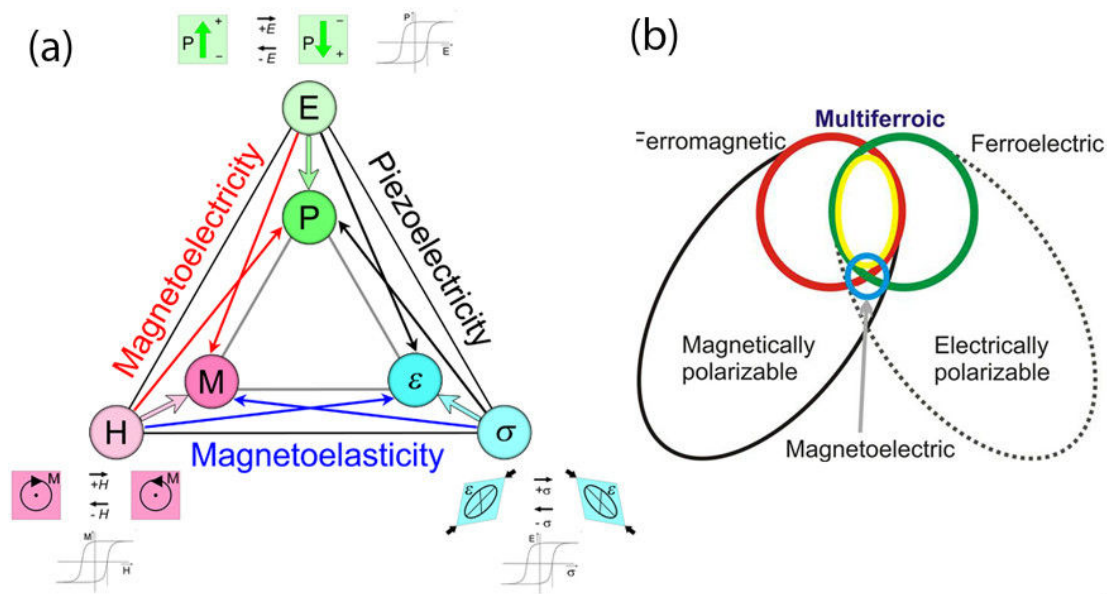 (a)
P
+
−
+E
- E
P
−
+
P
E
E
P
Magnetoelectricity
Piezoelectricity
M
ε
H
σ
Magnetoelasticity
M
+H
- H
M
M
H
ε
+σ
- σ
ε
E
σ
(b)
Multiferroic
Ferromagnetic
Ferroelectric
Magnetically
polarizable
Electrically
polarizable
Magnetoelectric